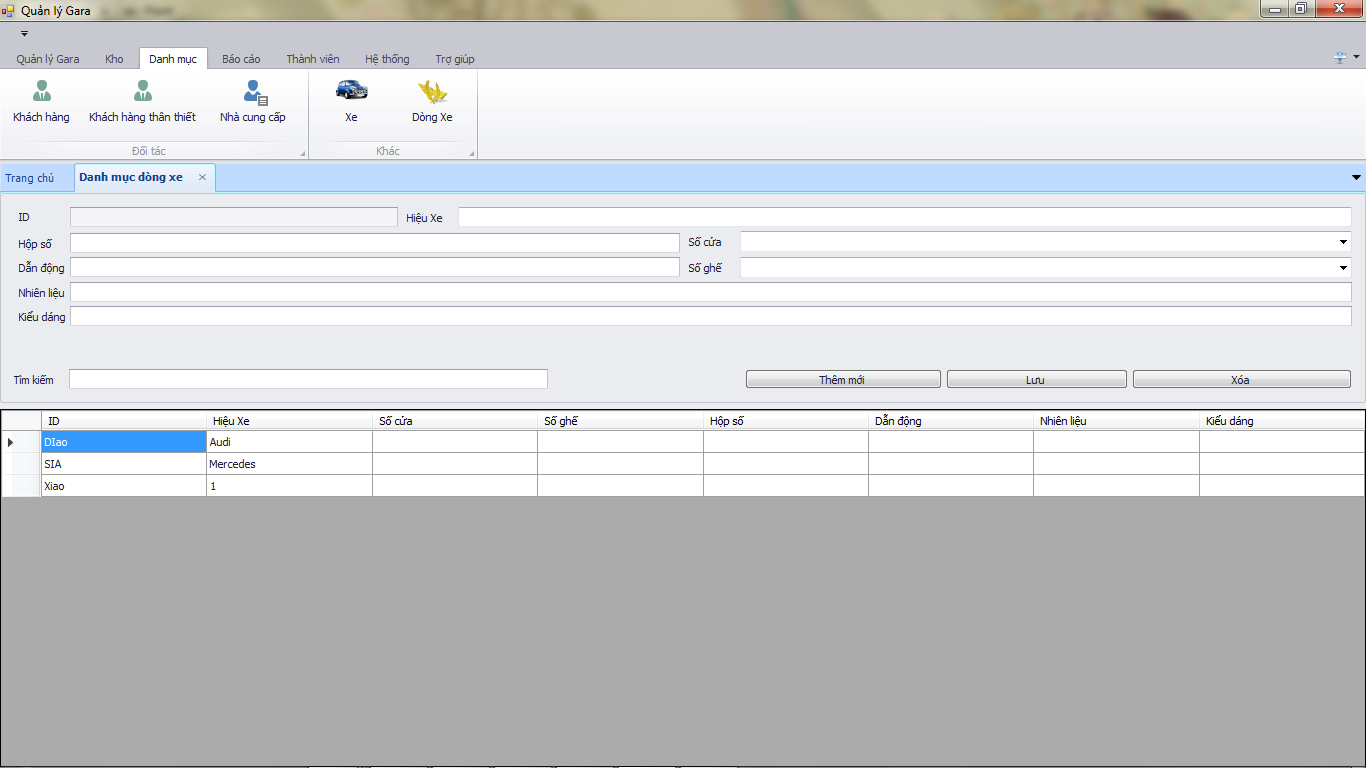 Quản lý Gara
Quản lý Gara Kho Danh mục Báo cáo Thành viên Hệ thống Trợ giúp
Khách hàng Khách hàng thân thiết Nhà cung cấp Xe Dòng Xe
Đối tác Khác
Trang chủ Danh mục dòng xe
ID Hiệu Xe
Hộp số Số cửa
Dẫn động Số ghế
Nhiên liệu
Kiểu dáng
Tìm kiếm Thêm mới Lưu Xóa
ID Hiệu Xe Số cửa Số ghế Hộp số Dẫn động Nhiên liệu Kiểu dáng
DIao Audi
SIA Mercedes
Xiao 1